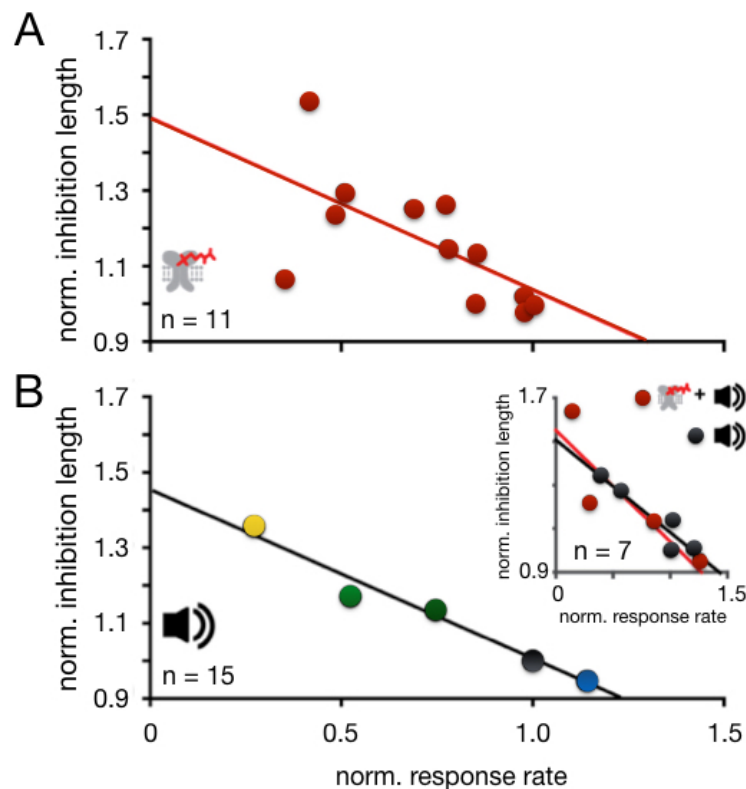 A
norm. inhibition length
1.7
1.5
1.3
1.1
0.9
n = 11
B
norm. inhibition length
1.7
1.5
1.3
1.1
0.9
n = 15
0
0.5
1.0
1.5
norm. response rate
norm. inhibition length
1.7
0.9
+
n = 7
0
1.5
norm. response rate